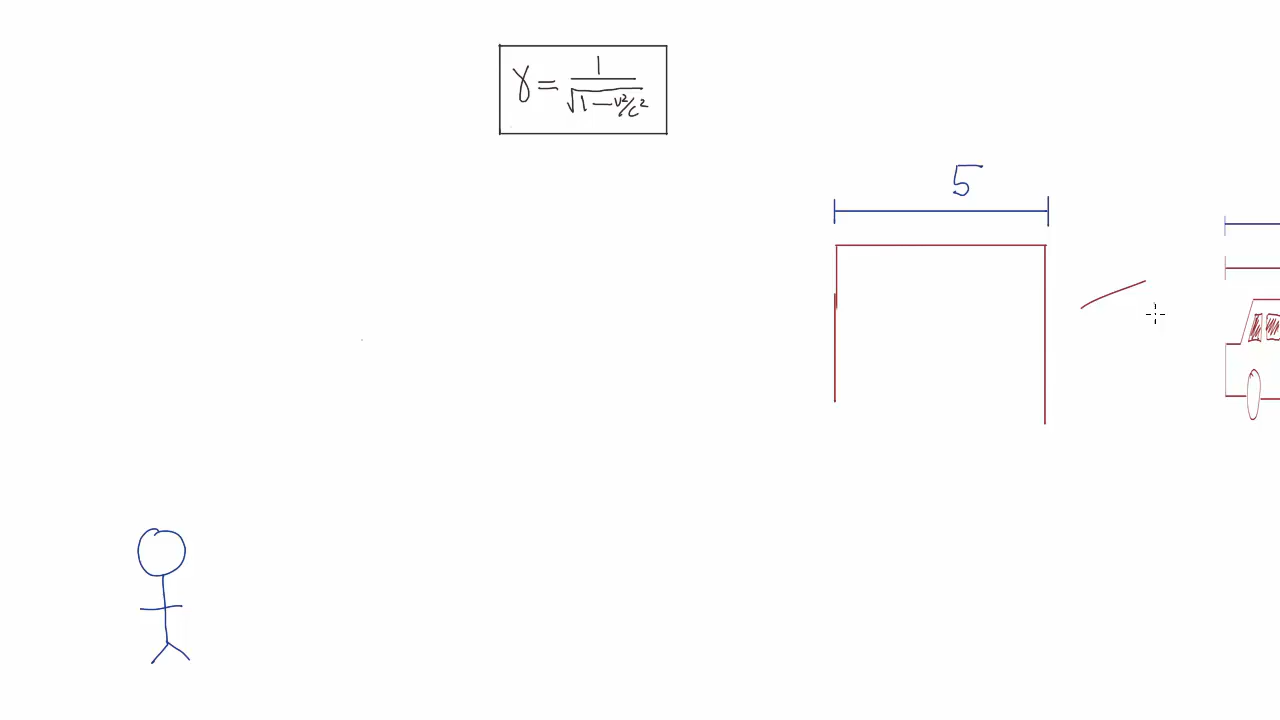 γ = 1/√(1 − v²/c²)
5